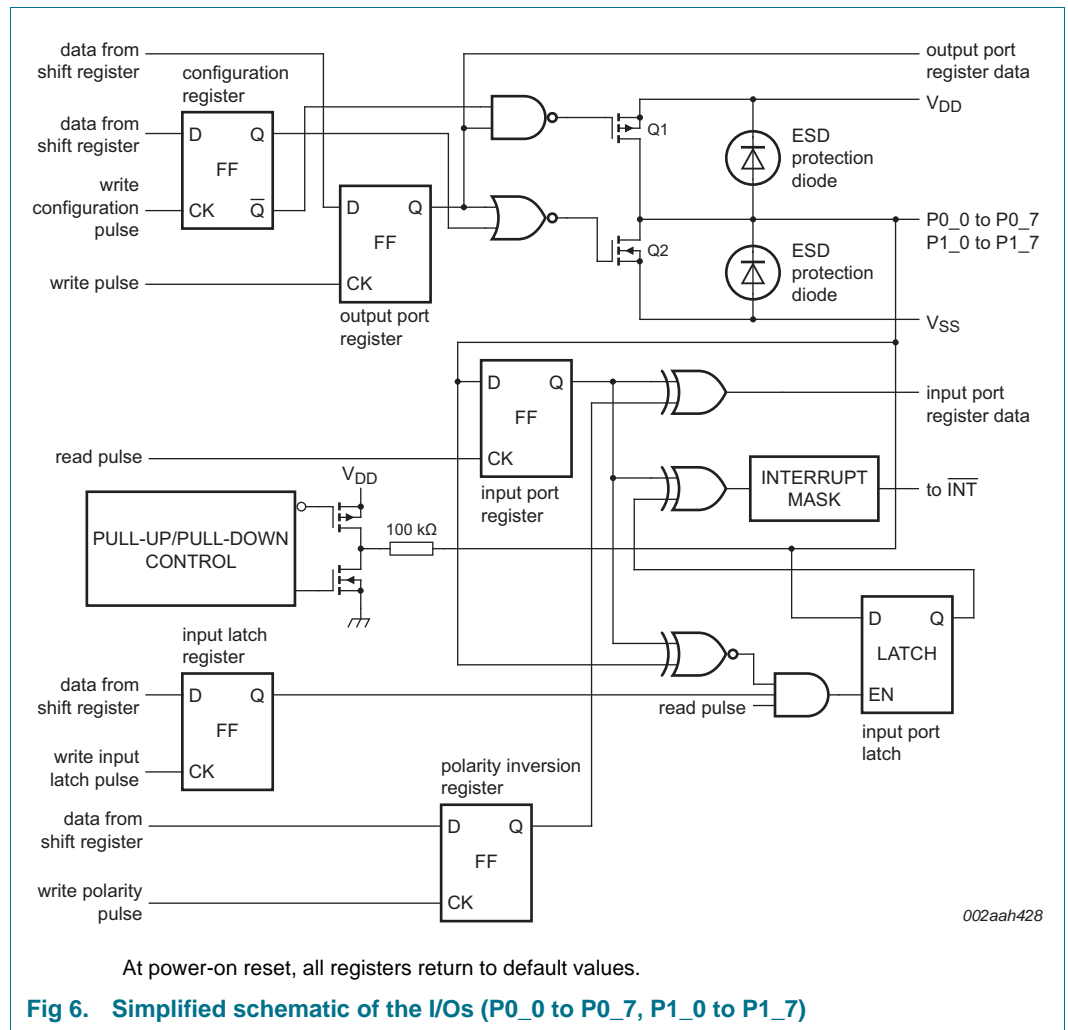 data from
shift register
configuration
register
output port
register data
data from
shift register
D
Q
FF
write
configuration
pulse
CK
Q̅
Q1
VDD
ESD
protection
diode
D
Q
FF
CK
write pulse
output port
register
Q2
P0_0 to P0_7
P1_0 to P1_7
ESD
protection
diode
VSS
D
Q
FF
CK
read pulse
input port
register
input port
register data
INTERRUPT
MASK
to I̅N̅T̅
VDD
100 kΩ
PULL-UP/PULL-DOWN
CONTROL
D
Q
LATCH
EN
input port
latch
read pulse
input latch
register
data from
shift register
D
Q
FF
write input
latch pulse
CK
polarity inversion
register
data from
shift register
D
Q
FF
write polarity
pulse
CK
002aah428
At power-on reset, all registers return to default values.
Fig 6. Simplified schematic of the I/Os (P0_0 to P0_7, P1_0 to P1_7)